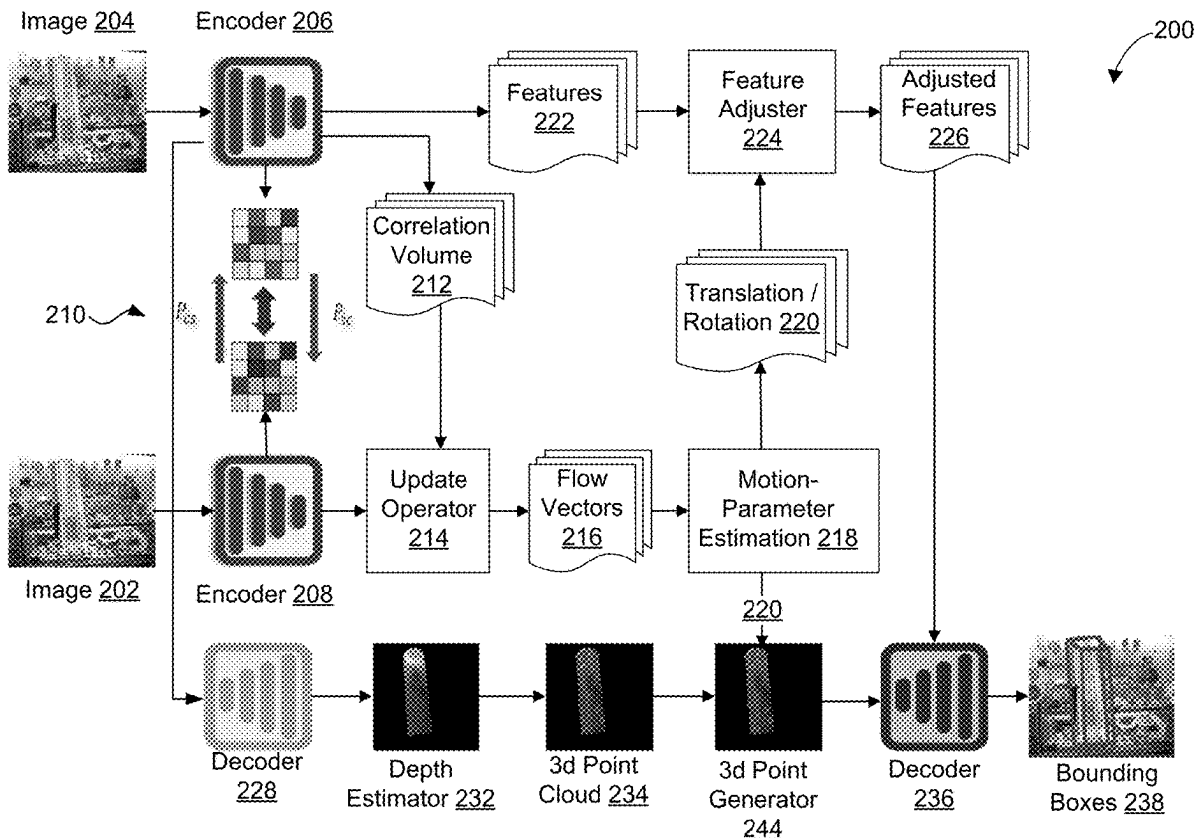 Image 204
Encoder 206
200
Features
222
Feature
Adjuster
224
Adjusted
Features
226
Correlation
Volume
212
210
Translation /
Rotation 220
Update
Operator
214
Flow
Vectors
216
Motion-
Parameter
Estimation 218
Image 202
Encoder 208
220
Decoder
228
Depth
Estimator 232
3d Point
Cloud 234
3d Point
Generator
244
Decoder
236
Bounding
Boxes 238